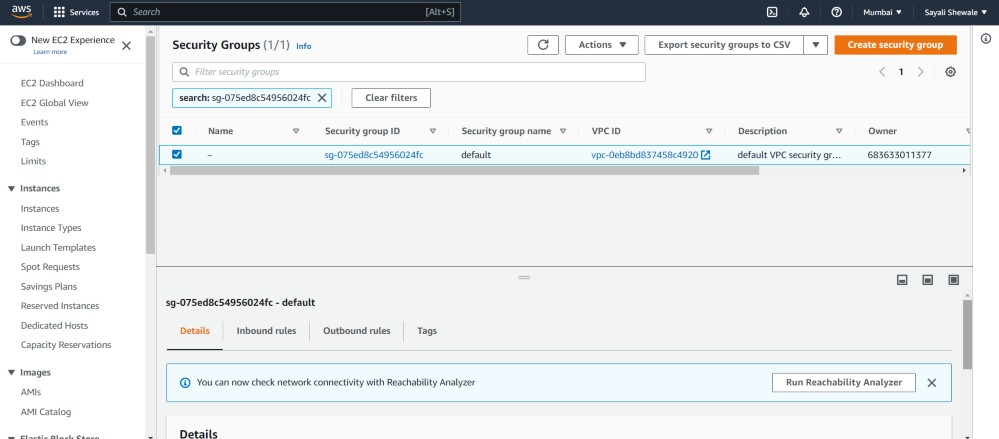 aws Services Search [Alt+S] Mumbai Sayali Shewale
New EC2 Experience
Learn more
EC2 Dashboard
EC2 Global View
Events
Tags
Limits
Instances
Instances
Instance Types
Launch Templates
Spot Requests
Savings Plans
Reserved Instances
Dedicated Hosts
Capacity Reservations
Images
AMIs
AMI Catalog
Elastic Block Store
Security Groups (1/1) Info
Actions
Export security groups to CSV
Create security group
Filter security groups
1
search: sg-075ed8c54956024fc
Clear filters
Name Security group ID Security group name VPC ID Description Owner
– sg-075ed8c54956024fc default vpc-0eb8bd837458c4920 default VPC security gr... 683633011377
sg-075ed8c54956024fc - default
Details Inbound rules Outbound rules Tags
You can now check network connectivity with Reachability Analyzer
Run Reachability Analyzer
Details